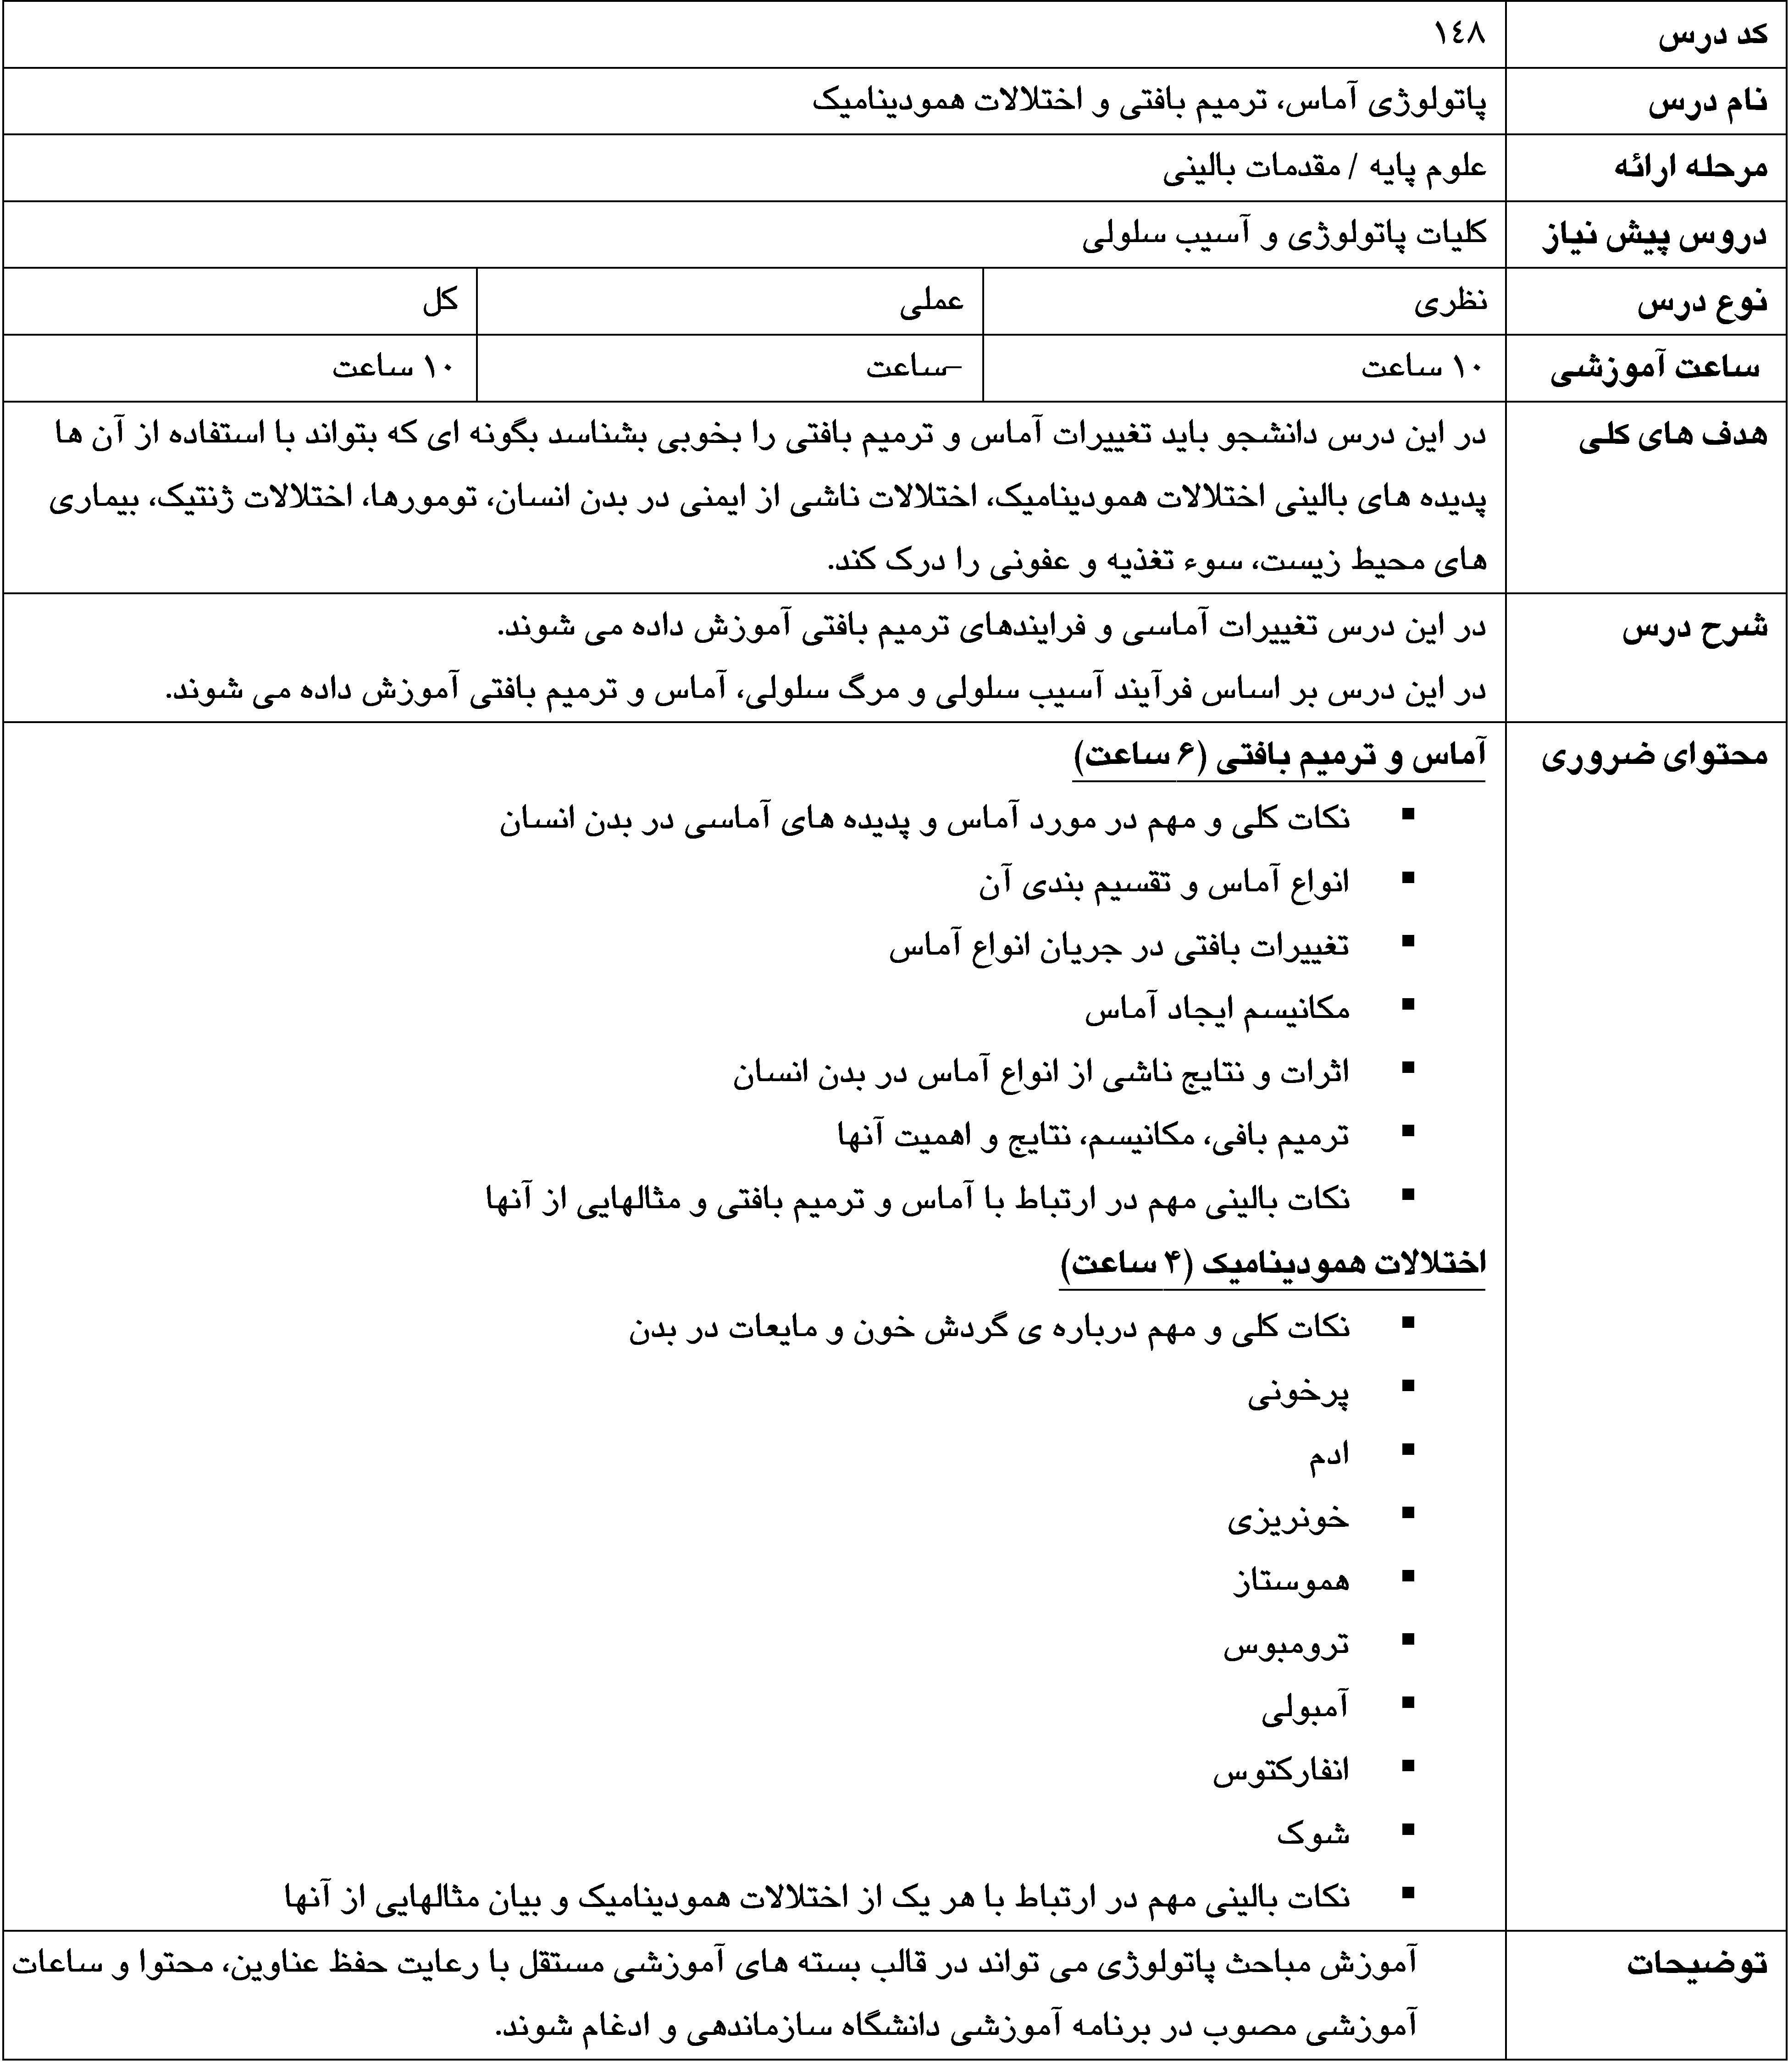 کد درس ١٤٨
نام درس پاتولوژی آماس، ترمیم بافتی و اختلالات همودینامیک
مرحله ارائه علوم پایه / مقدمات بالینی
دروس پیش نیاز کلیات پاتولوژی و آسیب سلولی
نوع درس نظری عملی کل
ساعت آموزشی ۱۰ ساعت –ساعت ۱۰ ساعت
هدف های کلی در این درس دانشجو باید تغییرات آماس و ترمیم بافتی را بخوبی بشناسد بگونه ای که بتواند با استفاده از آن ها
پدیده های بالینی اختلالات همودینامیک، اختلالات ناشی از ایمنی در بدن انسان، تومورها، اختلالات ژنتیک، بیماری
های محیط زیست، سوء تغذیه و عفونی را درک کند.
شرح درس در این درس تغییرات آماسی و فرایندهای ترمیم بافتی آموزش داده می شوند.
در این درس بر اساس فرآیند آسیب سلولی و مرگ سلولی، آماس و ترمیم بافتی آموزش داده می شوند.
محتوای ضروری آماس و ترمیم بافتی (۶ ساعت)
▪ نکات کلی و مهم در مورد آماس و پدیده های آماسی در بدن انسان
▪ انواع آماس و تقسیم بندی آن
▪ تغییرات بافتی در جریان انواع آماس
▪ مکانیسم ایجاد آماس
▪ اثرات و نتایج ناشی از انواع آماس در بدن انسان
▪ ترمیم بافی، مکانیسم، نتایج و اهمیت آنها
▪ نکات بالینی مهم در ارتباط با آماس و ترمیم بافتی و مثالهایی از آنها
اختلالات همودینامیک (۴ ساعت)
▪ نکات کلی و مهم درباره ی گردش خون و مایعات در بدن
▪ پرخونی
▪ ادم
▪ خونریزی
▪ هموستاز
▪ ترومبوس
▪ آمبولی
▪ انفارکتوس
▪ شوک
▪ نکات بالینی مهم در ارتباط با هر یک از اختلالات همودینامیک و بیان مثالهایی از آنها
توضیحات آموزش مباحث پاتولوژی می تواند در قالب بسته های آموزشی مستقل با رعایت حفظ عناوین، محتوا و ساعات
آموزشی مصوب در برنامه آموزشی دانشگاه سازماندهی و ادغام شوند.